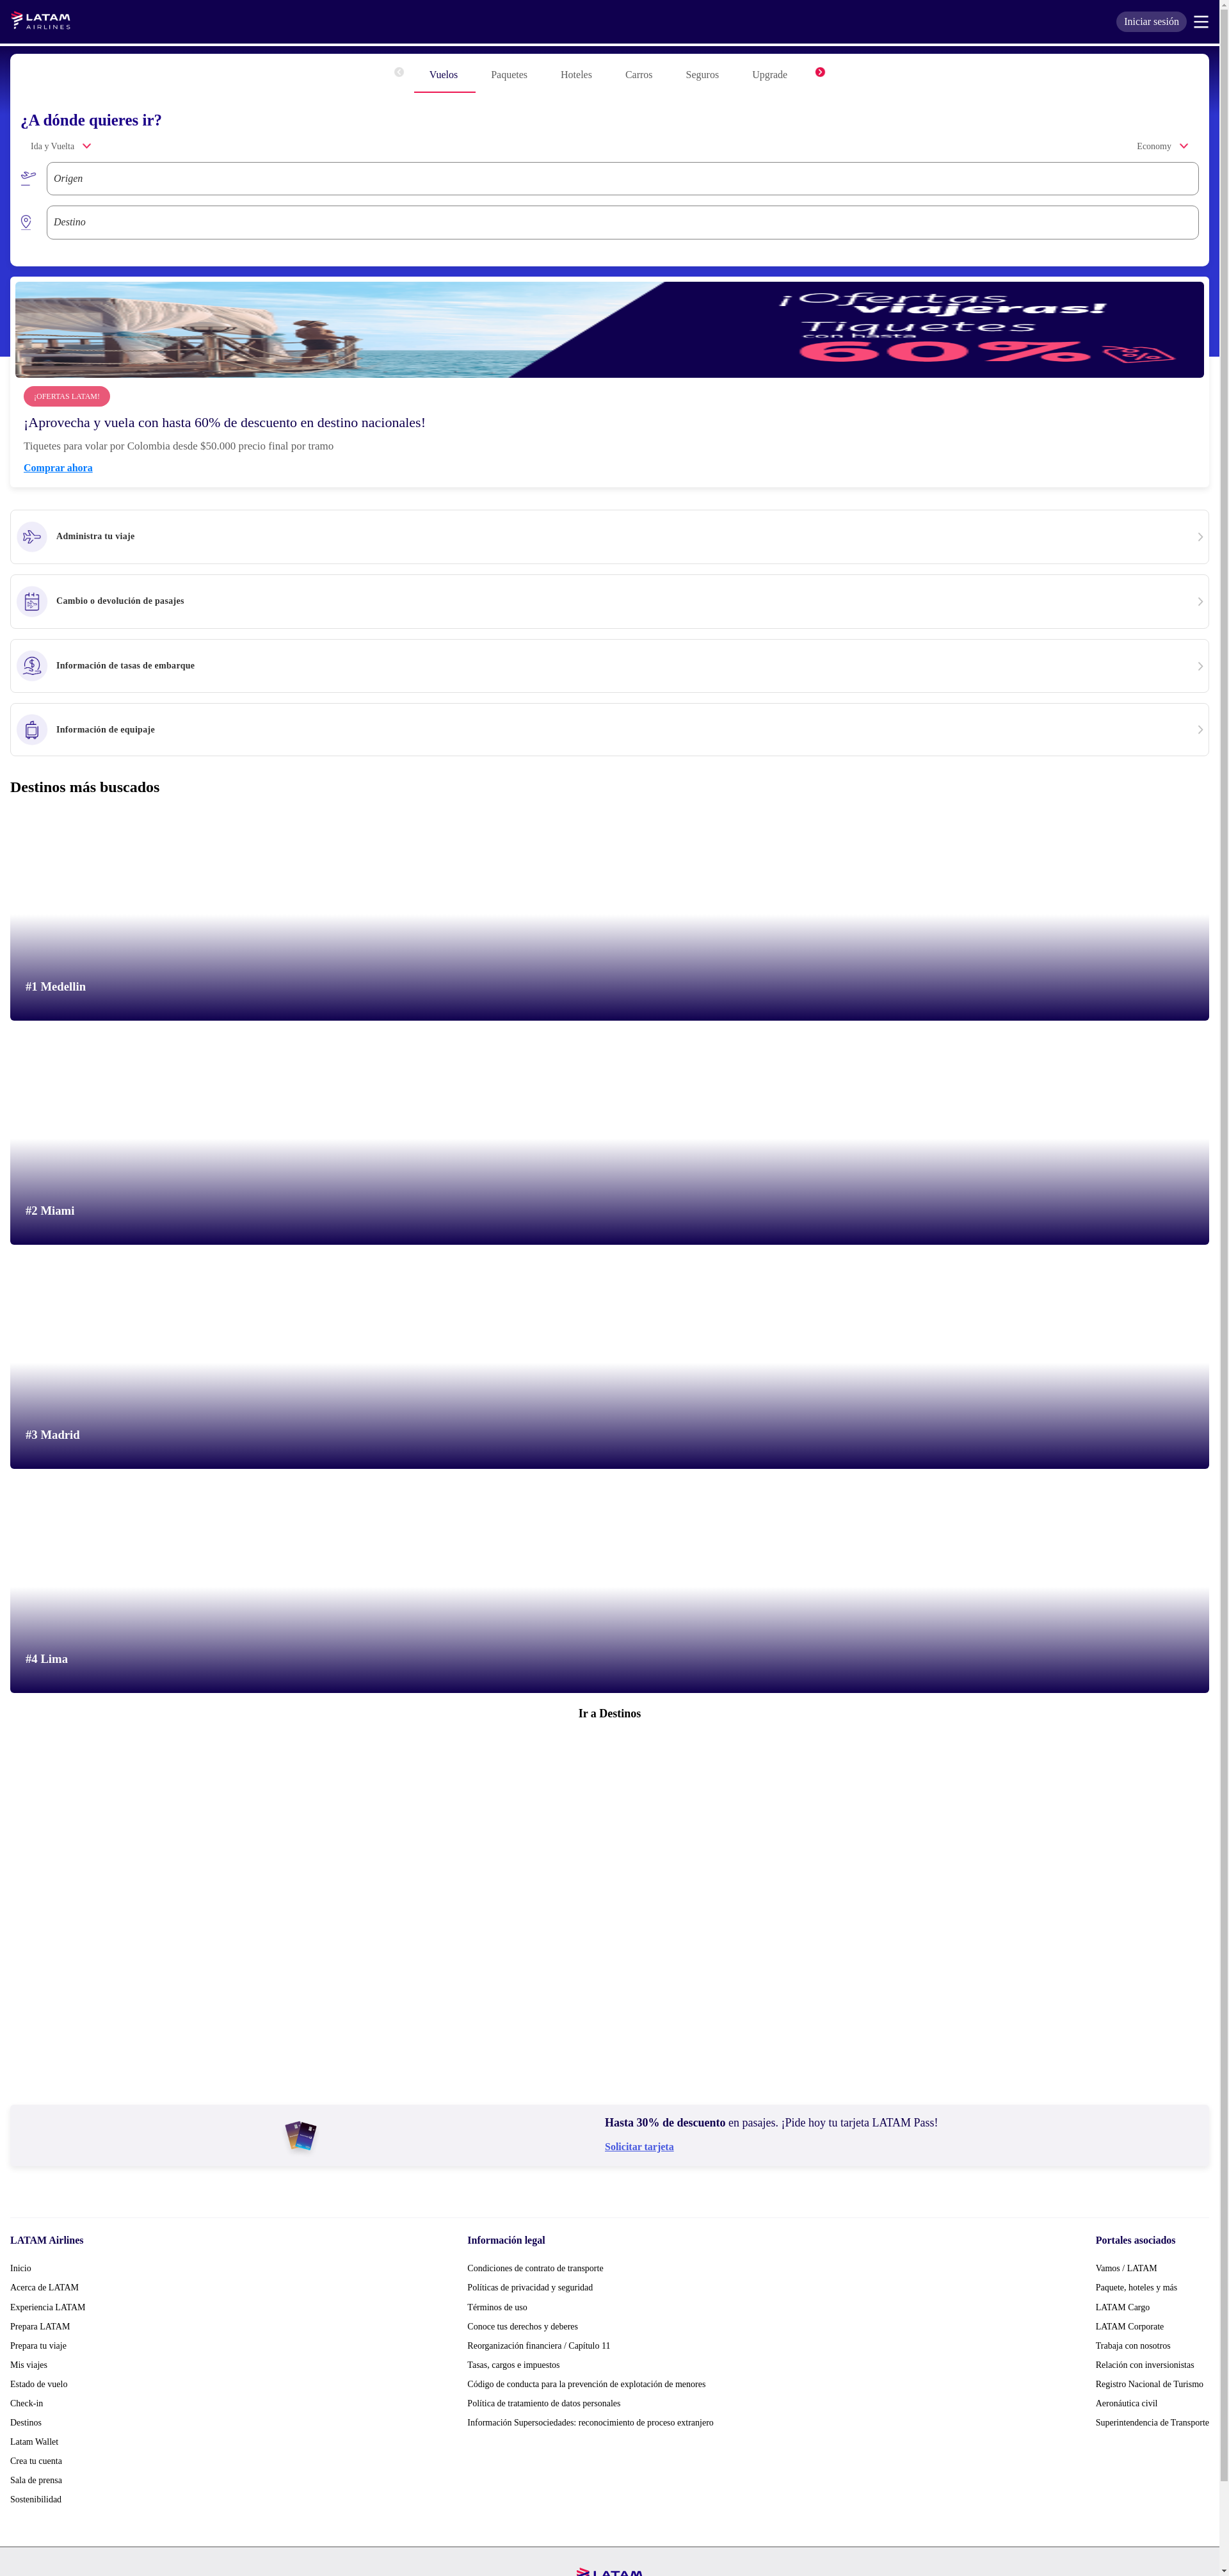 LATAM
AIRLINES
Iniciar sesión
Vuelos
Paquetes
Hoteles
Carros
Seguros
Upgrade
¿A dónde quieres ir?
Ida y Vuelta
Economy
Origen
Destino
¡Ofertas
viajeras!
Tiquetes
con hasta
60%
¡OFERTAS LATAM!
¡Aprovecha y vuela con hasta 60% de descuento en destino nacionales!
Tiquetes para volar por Colombia desde $50.000 precio final por tramo
Comprar ahora
Administra tu viaje
Cambio o devolución de pasajes
Información de tasas de embarque
Información de equipaje
Destinos más buscados
#1 Medellin
#2 Miami
#3 Madrid
#4 Lima
Ir a Destinos
Hasta 30% de descuento en pasajes. ¡Pide hoy tu tarjeta LATAM Pass!
Solicitar tarjeta
LATAM Airlines
Inicio
Acerca de LATAM
Experiencia LATAM
Prepara LATAM
Prepara tu viaje
Mis viajes
Estado de vuelo
Check-in
Destinos
Latam Wallet
Crea tu cuenta
Sala de prensa
Sostenibilidad
Información legal
Condiciones de contrato de transporte
Políticas de privacidad y seguridad
Términos de uso
Conoce tus derechos y deberes
Reorganización financiera / Capítulo 11
Tasas, cargos e impuestos
Código de conducta para la prevención de explotación de menores
Política de tratamiento de datos personales
Información Supersociedades: reconocimiento de proceso extranjero
Portales asociados
Vamos / LATAM
Paquete, hoteles y más
LATAM Cargo
LATAM Corporate
Trabaja con nosotros
Relación con inversionistas
Registro Nacional de Turismo
Aeronáutica civil
Superintendencia de Transporte
LATAM